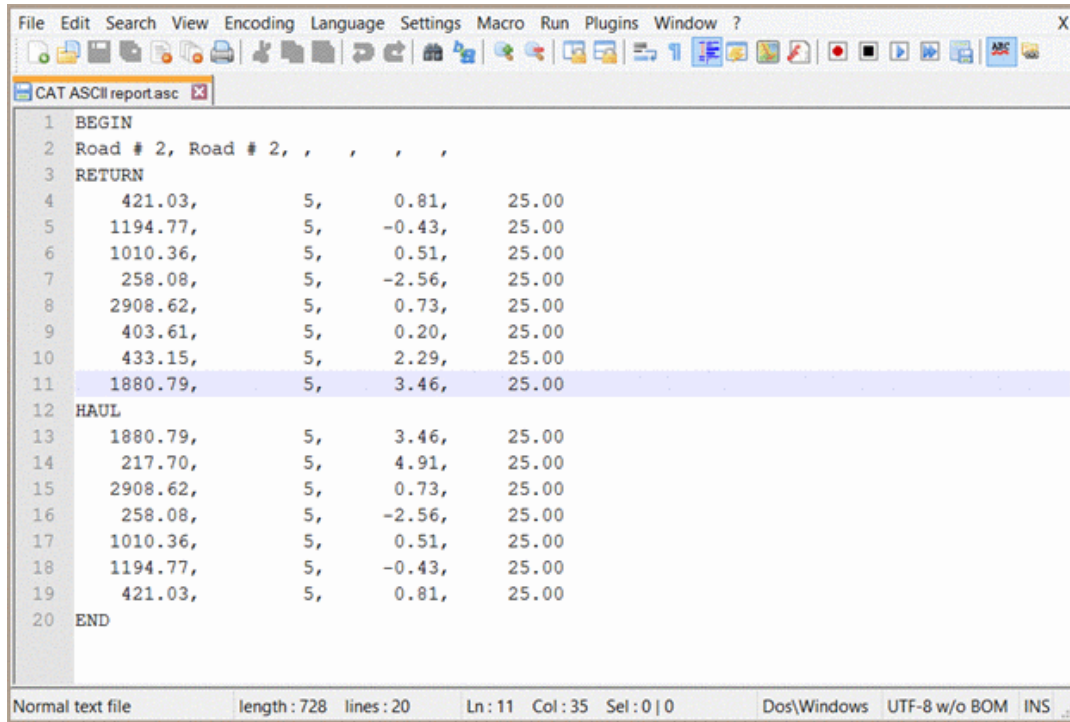 File Edit Search View Encoding Language Settings Macro Run Plugins Window ? X
ABC
CAT ASCII report.asc
1 BEGIN
2 Road # 2, Road # 2, , , , ,
3 RETURN
4 421.03, 5, 0.81, 25.00
5 1194.77, 5, -0.43, 25.00
6 1010.36, 5, 0.51, 25.00
7 258.08, 5, -2.56, 25.00
8 2908.62, 5, 0.73, 25.00
9 403.61, 5, 0.20, 25.00
10 433.15, 5, 2.29, 25.00
11 1880.79, 5, 3.46, 25.00
12 HAUL
13 1880.79, 5, 3.46, 25.00
14 217.70, 5, 4.91, 25.00
15 2908.62, 5, 0.73, 25.00
16 258.08, 5, -2.56, 25.00
17 1010.36, 5, 0.51, 25.00
18 1194.77, 5, -0.43, 25.00
19 421.03, 5, 0.81, 25.00
20 END
Normal text file length : 728 lines : 20 Ln : 11 Col : 35 Sel : 0 | 0 Dos\Windows UTF-8 w/o BOM INS